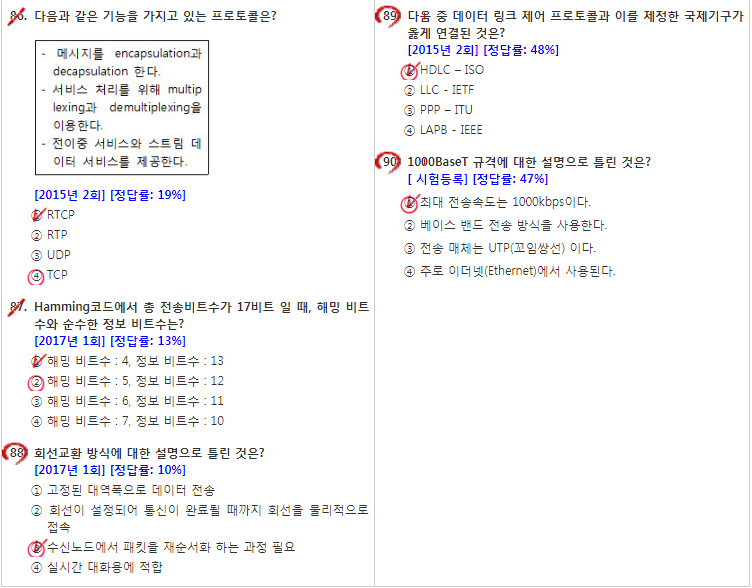 86. 다음과 같은 기능을 가지고 있는 프로토콜은?
- 메시지를 encapsulation과
decapsulation 한다.
- 서비스 처리를 위해 multip
lexing과 demultiplexing을
이용한다.
- 전이중 서비스와 스트림 데
이터 서비스를 제공한다.
[2015년 2회] [정답률: 19%]
① RTCP
② RTP
③ UDP
④ TCP
87. Hamming코드에서 총 전송비트수가 17비트 일 때, 해밍 비트
수와 순수한 정보 비트수는?
[2017년 1회] [정답률: 13%]
① 해밍 비트수 : 4, 정보 비트수 : 13
② 해밍 비트수 : 5, 정보 비트수 : 12
③ 해밍 비트수 : 6, 정보 비트수 : 11
④ 해밍 비트수 : 7, 정보 비트수 : 10
88. 회선교환 방식에 대한 설명으로 틀린 것은?
[2017년 1회] [정답률: 10%]
① 고정된 대역폭으로 데이터 전송
② 회선이 설정되어 통신이 완료될 때까지 회선을 물리적으로
접속
③ 수신노드에서 패킷을 재순서화 하는 과정 필요
④ 실시간 대화용에 적합
89. 다음 중 데이터 링크 제어 프로토콜과 이를 제정한 국제기구가
옳게 연결된 것은?
[2015년 2회] [정답률: 48%]
① HDLC – ISO
② LLC - IETF
③ PPP – ITU
④ LAPB - IEEE
90. 1000BaseT 규격에 대한 설명으로 틀린 것은?
[ 시험등록] [정답률: 47%]
① 최대 전송속도는 1000kbps이다.
② 베이스 밴드 전송 방식을 사용한다.
③ 전송 매체는 UTP(꼬임쌍선) 이다.
④ 주로 이더넷(Ethernet)에서 사용된다.